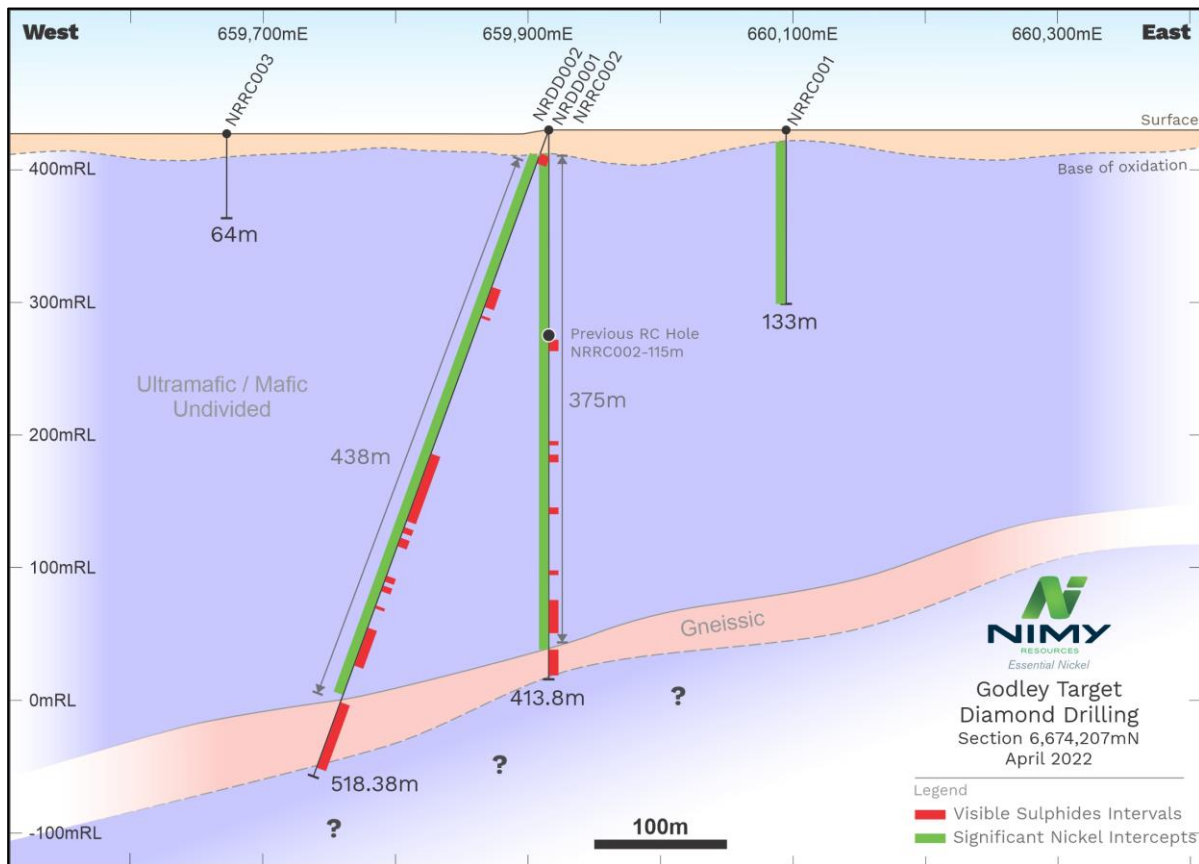 West
659,700mE
659,900mE
660,100mE
660,300mE
East
NRRC003
NRDD002
NRDD001
NRRC002
NRRC001
Surface
Base of oxidation
400mRL
64m
300mRL
133m
Previous RC Hole
NRRC002-115m
Ultramafic / Mafic
Undivided
375m
438m
200mRL
100mRL
Gneissic
0mRL
413.8m
?
?
?
518.38m
-100mRL
100m
NIMY
RESOURCES
Essential Nickel
Godley Target
Diamond Drilling
Section 6,674,207mN
April 2022
Legend
Visible Sulphides Intervals
Significant Nickel Intercepts